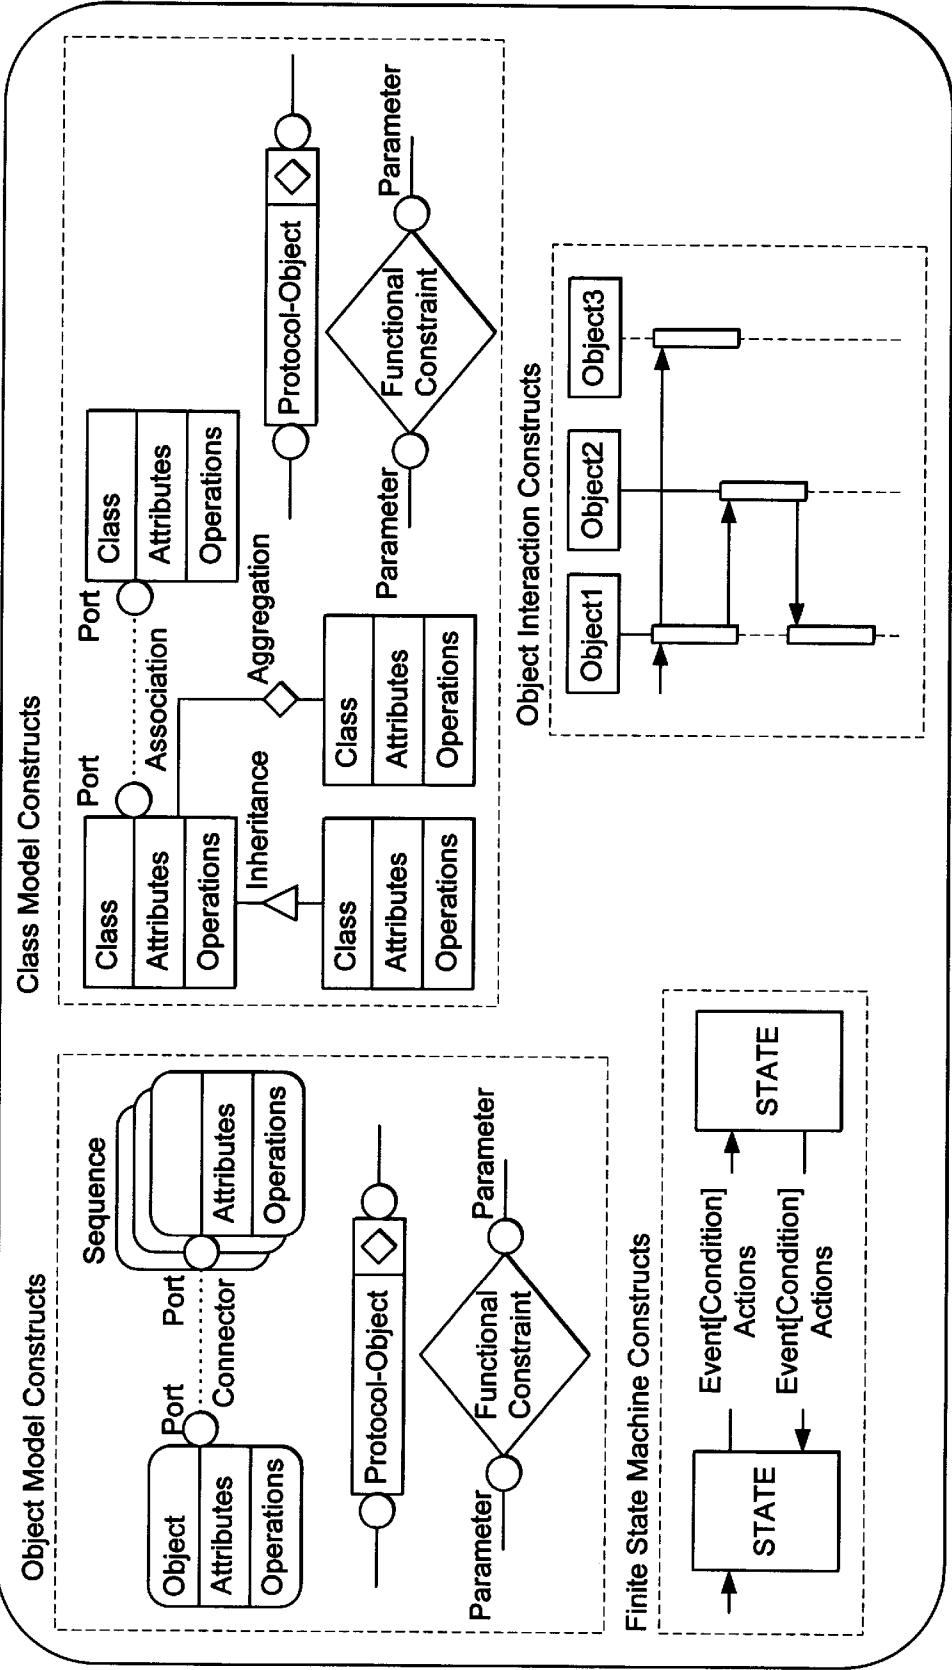 Object Model Constructs
Sequence
Object
Attributes
Operations
Port
Port
Connector
Attributes
Operations
Protocol-Object
Parameter
Functional
Constraint
Parameter
Class Model Constructs
Class
Attributes
Operations
Port
Port
Association
Class
Attributes
Operations
Inheritance
Aggregation
Class
Attributes
Operations
Class
Attributes
Operations
Protocol-Object
Parameter
Functional
Constraint
Parameter
Finite State Machine Constructs
STATE
Event[Condition]
Actions
Event[Condition]
Actions
STATE
Object Interaction Constructs
Object1
Object2
Object3